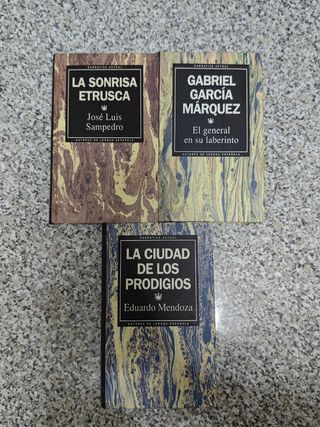 NARRATIVA ACTUAL
LA SONRISA
ETRUSCA
José Luis
Sampedro
AUTORES DE LENGUA ESPAÑOLA
NARRATIVA ACTUAL
GABRIEL
GARCÍA
MÁRQUEZ
El general
en su laberinto
AUTORES DE LENGUA ESPAÑOLA
NARRATIVA ACTUAL
LA CIUDAD
DE LOS
PRODIGIOS
Eduardo Mendoza
AUTORES DE LENGUA ESPAÑOLA